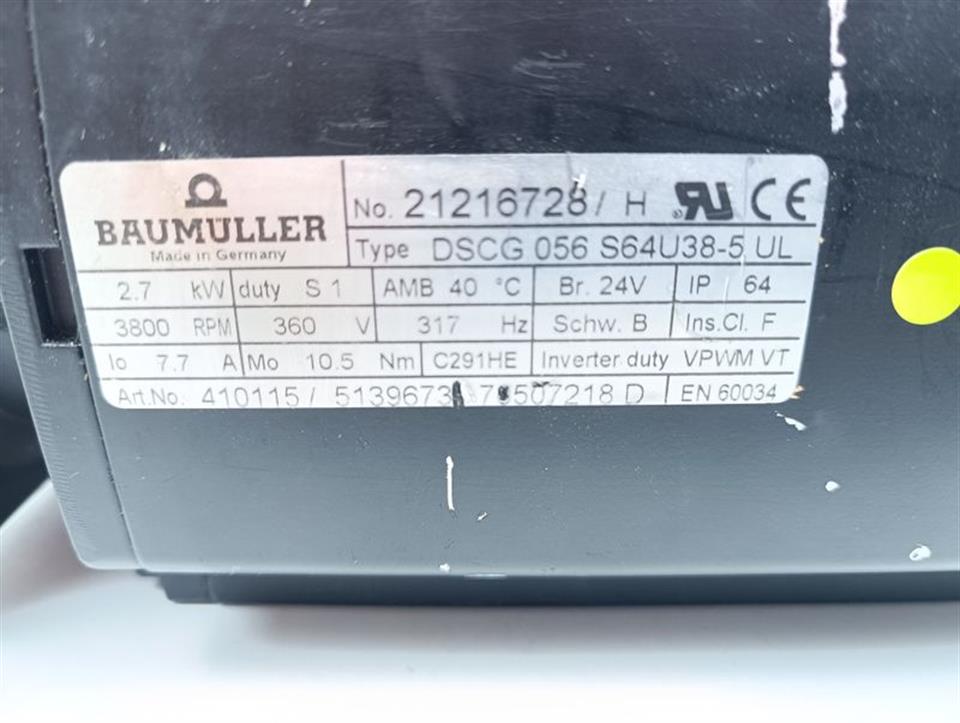 BAUMÜLLER
Made in Germany
No. 21216728/ H
Type DSCG 056 S64U38-5 UL
2.7 kW duty S 1 AMB 40 °C Br. 24V IP 64
3800 RPM 360 V 317 Hz Schw. B Ins.Cl. F
Io 7.7 A Mo 10.5 Nm C291HE Inverter duty VPWM VT
Art.No. 410115/ EN 60034